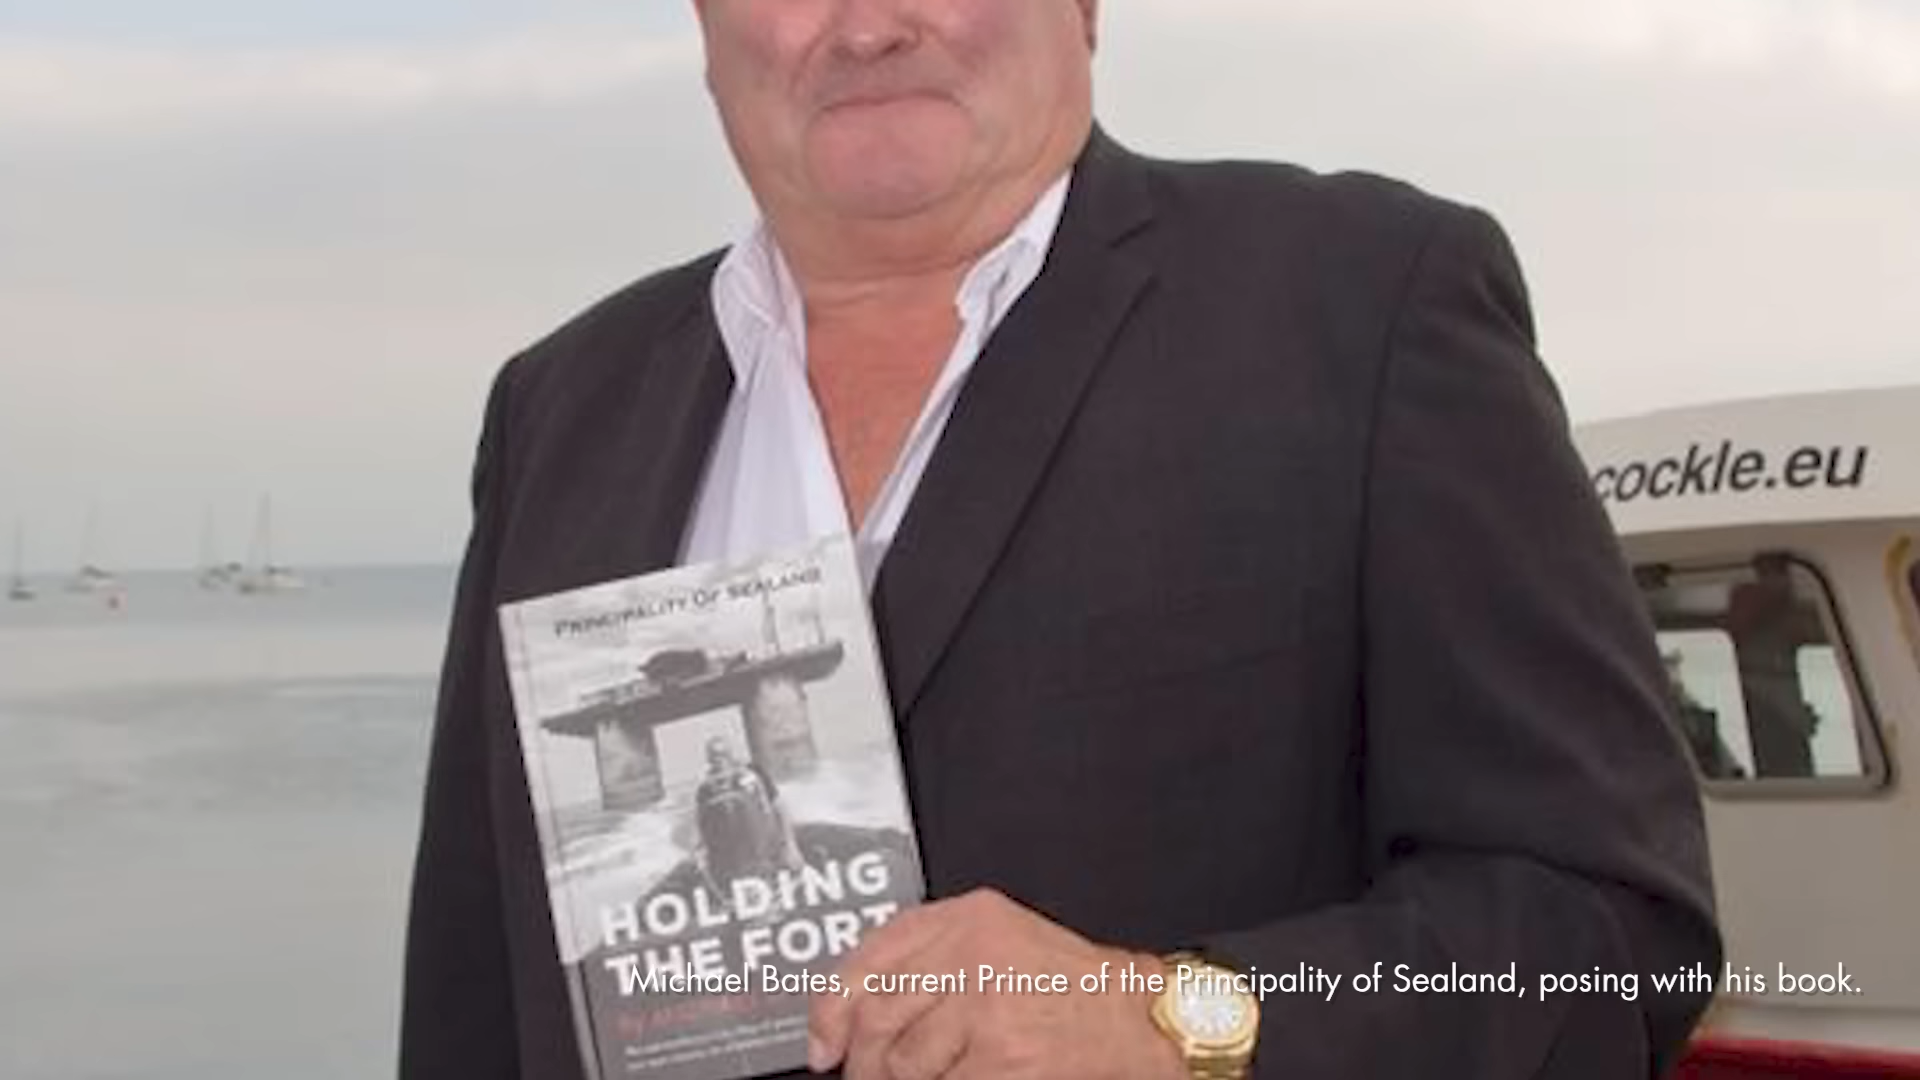 cockle.eu
PRINCIPALITY OF SEALAND
HOLDING
THE FORT
Michael Bates, current Prince of the Principality of Sealand, posing with his book.